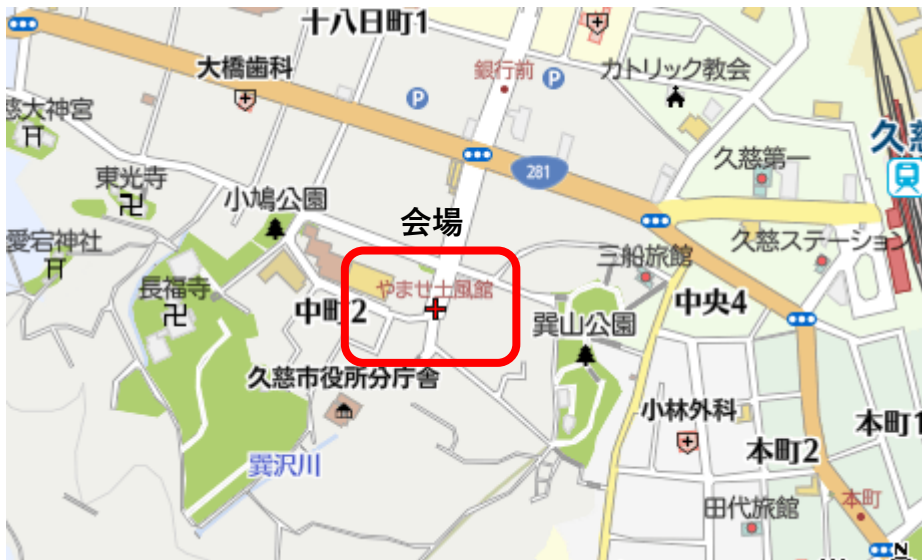 十八日町1
銀行前
カトリック教会
大橋歯科
P
P
慈大神宮
久慈
281
久慈第一
東光寺
小鳩公園
会場
愛宕神社
三船旅館
久慈ステーション
長福寺
やませ土風館
中町2
巽山公園
中央4
久慈市役所分庁舎
小林外科
本町1
本町2
巽沢川
田代旅館
本町
N